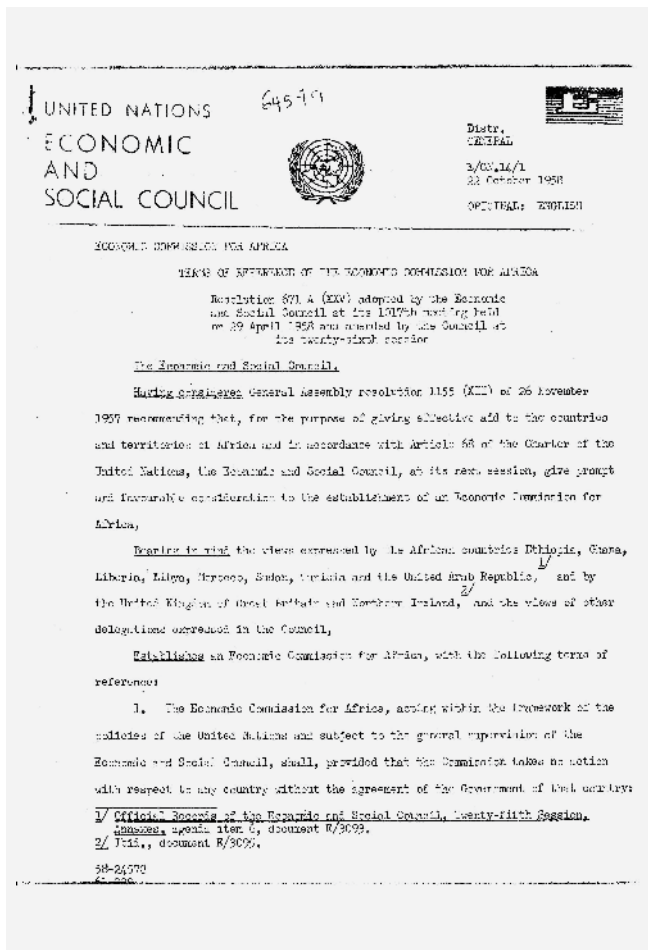 64579
UNITED NATIONS
ECONOMIC
AND
SOCIAL COUNCIL
Distr.
GENERAL
E/CN.14/1
22 October 1958
ORIGINAL: ENGLISH
ECONOMIC COMMISSION FOR AFRICA
TERMS OF REFERENCE OF THE ECONOMIC COMMISSION FOR AFRICA
Resolution 671 A (XXV) adopted by the Economic
and Social Council at its 1017th meeting held
on 29 April 1958 and amended by the Council at
its twenty-sixth session
The Economic and Social Council,
Having considered General Assembly resolution 1155 (XII) of 26 November
1957 recommending that, for the purpose of giving effective aid to the countries
and territories of Africa and in accordance with Article 68 of the Charter of the
United Nations, the Economic and Social Council, at its next session, give prompt
and favourable consideration to the establishment of an Economic Commission for
Africa,
Bearing in mind the views expressed by the African countries Ethiopia, Ghana,
Liberia, Libya, Morocco, Sudan, Tunisia and the United Arab Republic, 1/ and by
the United Kingdom of Great Britain and Northern Ireland, 2/ and the views of other
delegations expressed in the Council,
Establishes an Economic Commission for Africa, with the following terms of
reference:
1. The Economic Commission for Africa, acting within the framework of the
policies of the United Nations and subject to the general supervision of the
Economic and Social Council, shall, provided that the Commission takes no action
with respect to any country without the agreement of the Government of that country:
1/ Official Records of the Economic and Social Council, Twenty-fifth Session,
Annexes, agenda item 6, document E/3093.
2/ Ibid., document E/3095.
58-24570